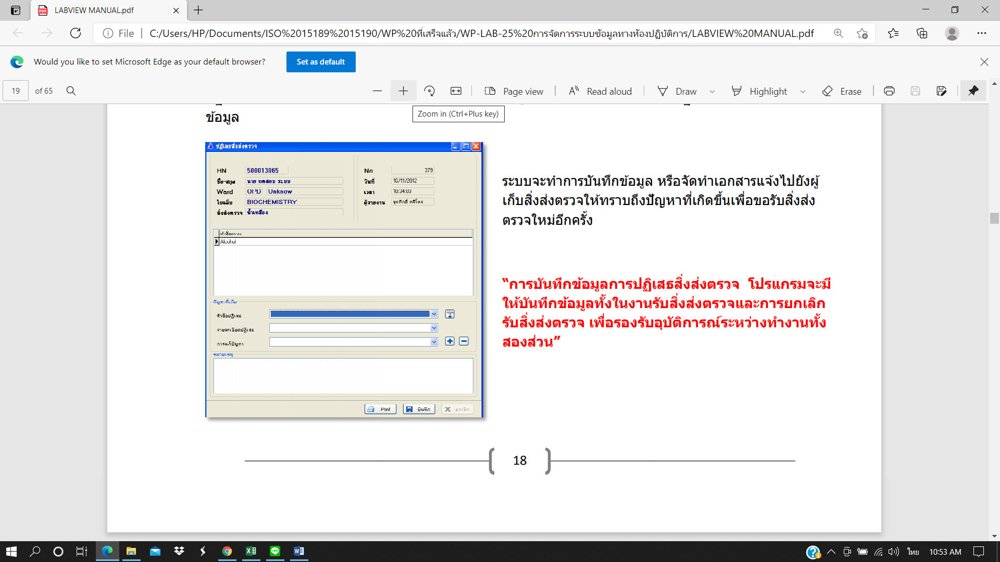 LABVIEW MANUAL.pdf
File
C:/Users/HP/Documents/ISO%2015189%2015190/WP%20ที่เสร็จแล้ว/WP-LAB-25%20การจัดการระบบข้อมูลทางห้องปฏิบัติการ/LABVIEW%20MANUAL.pdf
Would you like to set Microsoft Edge as your default browser?
Set as default
19 of 65
Page view
Read aloud
Draw
Highlight
Erase
Zoom in (Ctrl+Plus key)
ข้อมูล
ปฏิเสธสิ่งส่งตรวจ
HN 500013065
No 379
ชื่อ-สกุล นาย ทดสอบ ระบบ
วันที่ 16/11/2012
Ward OPD Unknow
เวลา 10:34:03
ใบแล็บ BIOCHEMISTRY
ผู้รายงาน
สิ่งส่งตรวจ น้ำเหลือง
Alcohol
ปัญหาที่เกิด
หัวข้อปฏิเสธ
รายละเอียดปฏิเสธ
การแก้ปัญหา
หมายเหตุ
Print
บันทึก
ยกเลิก
ระบบจะทำการบันทึกข้อมูล หรือจัดทำเอกสารแจ้งไปยังผู้
เก็บสิ่งส่งตรวจให้ทราบถึงปัญหาที่เกิดขึ้นเพื่อขอรับสิ่งส่ง
ตรวจใหม่อีกครั้ง
“การบันทึกข้อมูลการปฏิเสธสิ่งส่งตรวจ โปรแกรมจะมี
ให้บันทึกข้อมูลทั้งในงานรับสิ่งส่งตรวจและการยกเลิก
รับสิ่งส่งตรวจ เพื่อรองรับอุบัติการณ์ระหว่างทำงานทั้ง
สองส่วน”
18
ไทย
10:53 AM